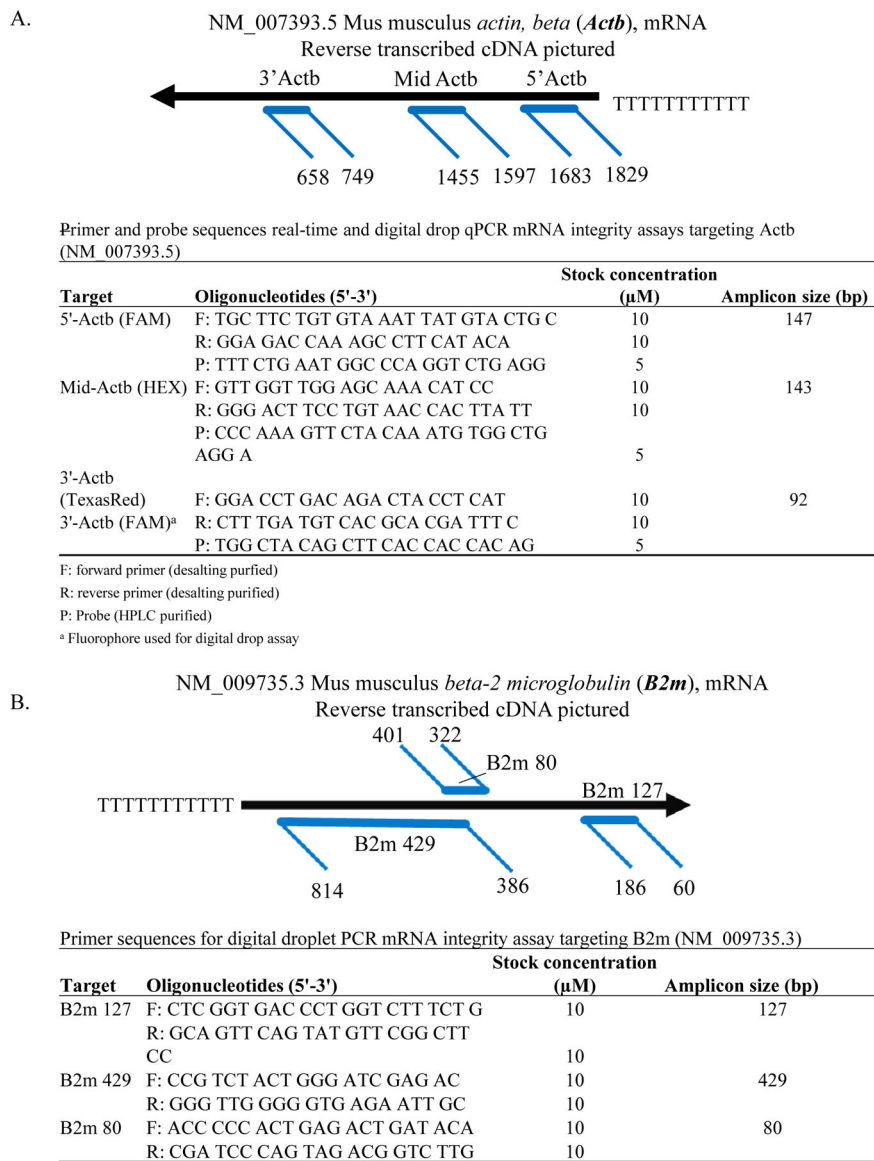 A.
NM_007393.5 Mus musculus actin, beta (Actb), mRNA
Reverse transcribed cDNA pictured
3’Actb Mid Actb 5’Actb
TTTTTTTTTTT
658 749 1455 1597 1683 1829
Primer and probe sequences real-time and digital drop qPCR mRNA integrity assays targeting Actb
(NM_007393.5)
Stock concentration
Target Oligonucleotides (5'-3') (µM) Amplicon size (bp)
5'-Actb (FAM) F: TGC TTC TGT GTA AAT TAT GTA CTG C 10 147
R: GGA GAC CAA AGC CTT CAT ACA 10
P: TTT CTG AAT GGC CCA GGT CTG AGG 5
Mid-Actb (HEX) F: GTT GGT TGG AGC AAA CAT CC 10 143
R: GGG ACT TCC TGT AAC CAC TTA TT 10
P: CCC AAA GTT CTA CAA ATG TGG CTG
AGG A 5
3'-Actb
(TexasRed) F: GGA CCT GAC AGA CTA CCT CAT 10 92
3'-Actb (FAM)ª R: CTT TGA TGT CAC GCA CGA TTT C 10
P: TGG CTA CAG CTT CAC CAC CAC AG 5
F: forward primer (desalting purfied)
R: reverse primer (desalting purified)
P: Probe (HPLC purified)
ª Fluorophore used for digital drop assay
NM_009735.3 Mus musculus beta-2 microglobulin (B2m), mRNA
B.
Reverse transcribed cDNA pictured
401 322
B2m 80
B2m 127
TTTTTTTTTTT
B2m 429
814 386 186 60
Primer sequences for digital droplet PCR mRNA integrity assay targeting B2m (NM_009735.3)
Stock concentration
Target Oligonucleotides (5'-3') (µM) Amplicon size (bp)
B2m 127 F: CTC GGT GAC CCT GGT CTT TCT G 10 127
R: GCA GTT CAG TAT GTT CGG CTT
CC 10
B2m 429 F: CCG TCT ACT GGG ATC GAG AC 10 429
R: GGG TTG GGG GTG AGA ATT GC 10
B2m 80 F: ACC CCC ACT GAG ACT GAT ACA 10 80
R: CGA TCC CAG TAG ACG GTC TTG 10